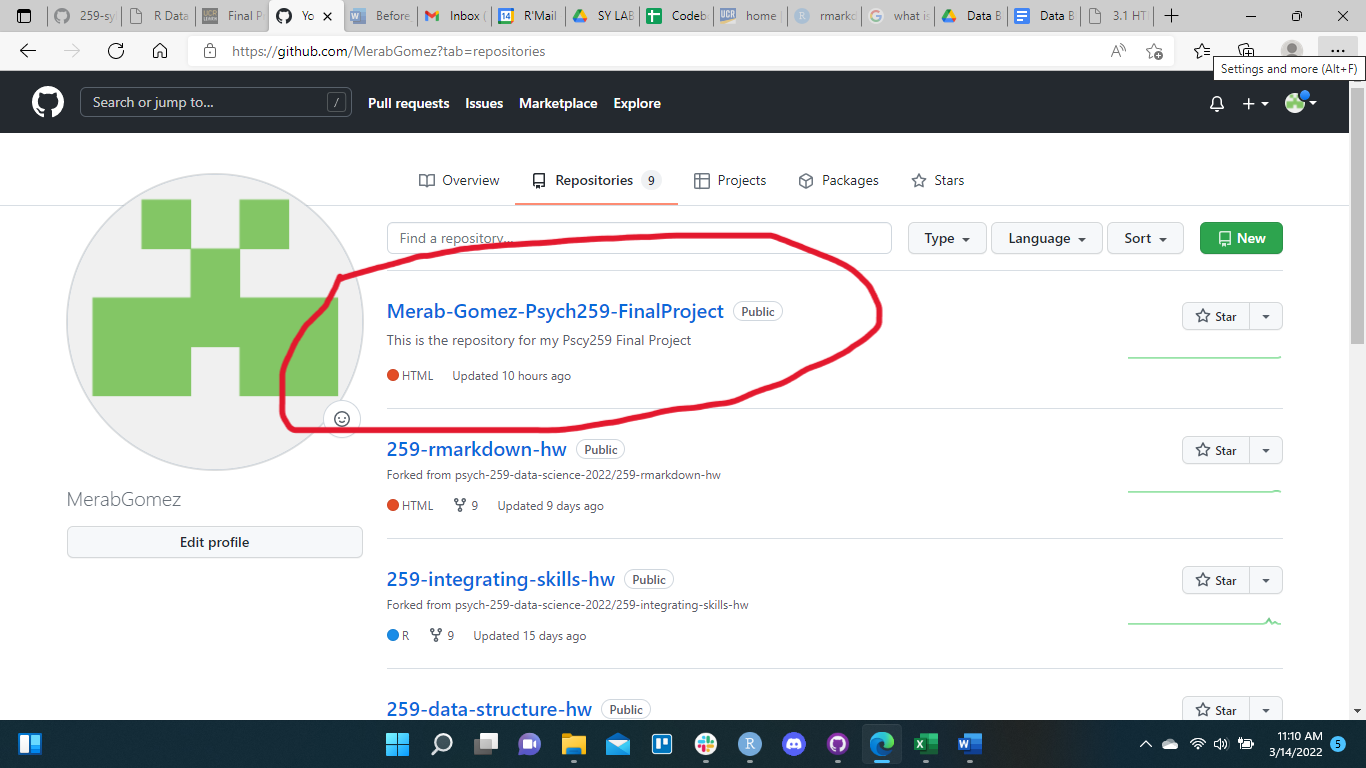 259-sy
R Data
UCR Final P
Yo
Before
Inbox (
R'Mail
SY LAB
Codeb
home |
rmarkd
what is
Data B
Data B
3.1 HT
https://github.com/MerabGomez?tab=repositories
Settings and more (Alt+F)
Search or jump to... /
Pull requests Issues Marketplace Explore
Overview Repositories 9 Projects Packages Stars
Find a repository... Type Language Sort New
Merab-Gomez-Psych259-FinalProject Public
Star
This is the repository for my Pscy259 Final Project
HTML Updated 10 hours ago
259-rmarkdown-hw Public
Star
Forked from psych-259-data-science-2022/259-rmarkdown-hw
HTML 9 Updated 9 days ago
MerabGomez
Edit profile
259-integrating-skills-hw Public
Star
Forked from psych-259-data-science-2022/259-integrating-skills-hw
R 9 Updated 15 days ago
259-data-structure-hw Public
Star
11:10 AM
3/14/2022
5